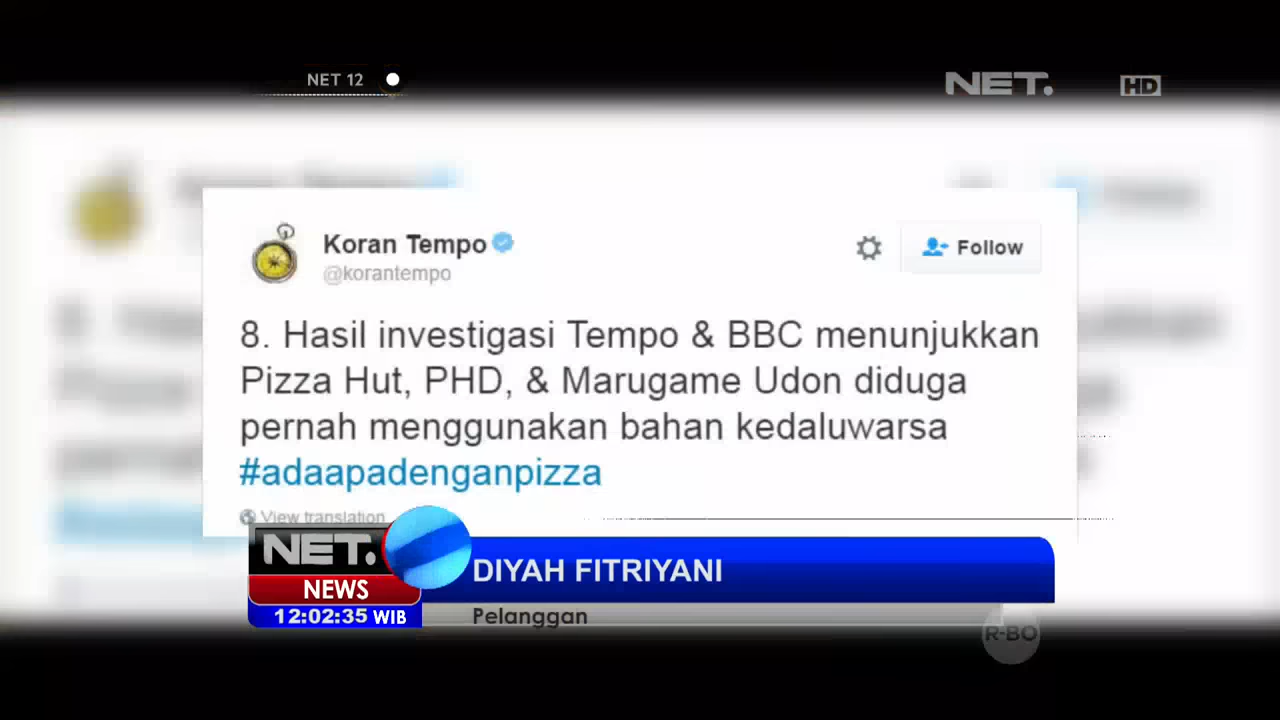 NET 12
NET.
HD
Koran Tempo
@korantempo
Follow
8. Hasil investigasi Tempo & BBC menunjukkan
Pizza Hut, PHD, & Marugame Udon diduga
pernah menggunakan bahan kedaluwarsa
#adaapadenganpizza
View translation
NET.
NEWS
DIYAH FITRIYANI
12:02:35 WIB
Pelanggan
R-BO